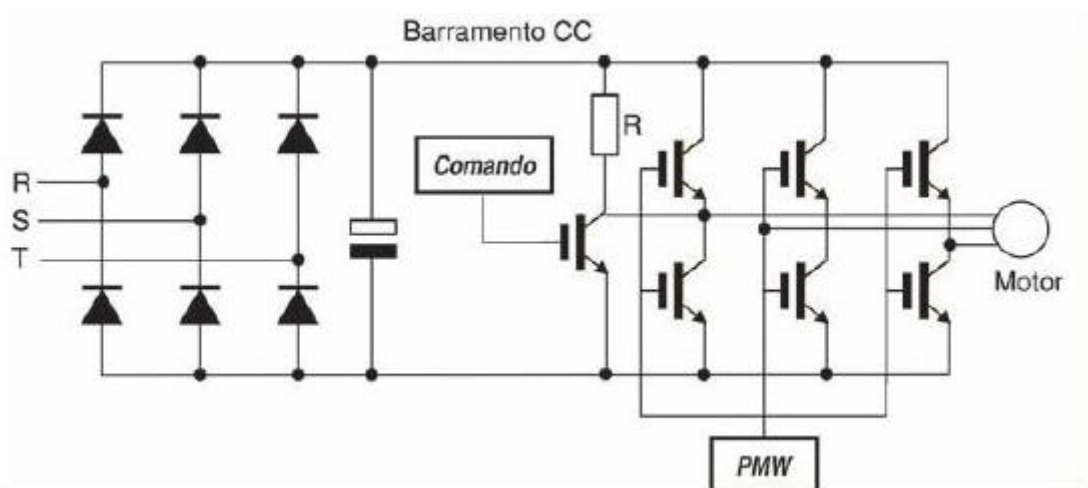 Barramento CC
R
Comando
R
S
T
Motor
PMW